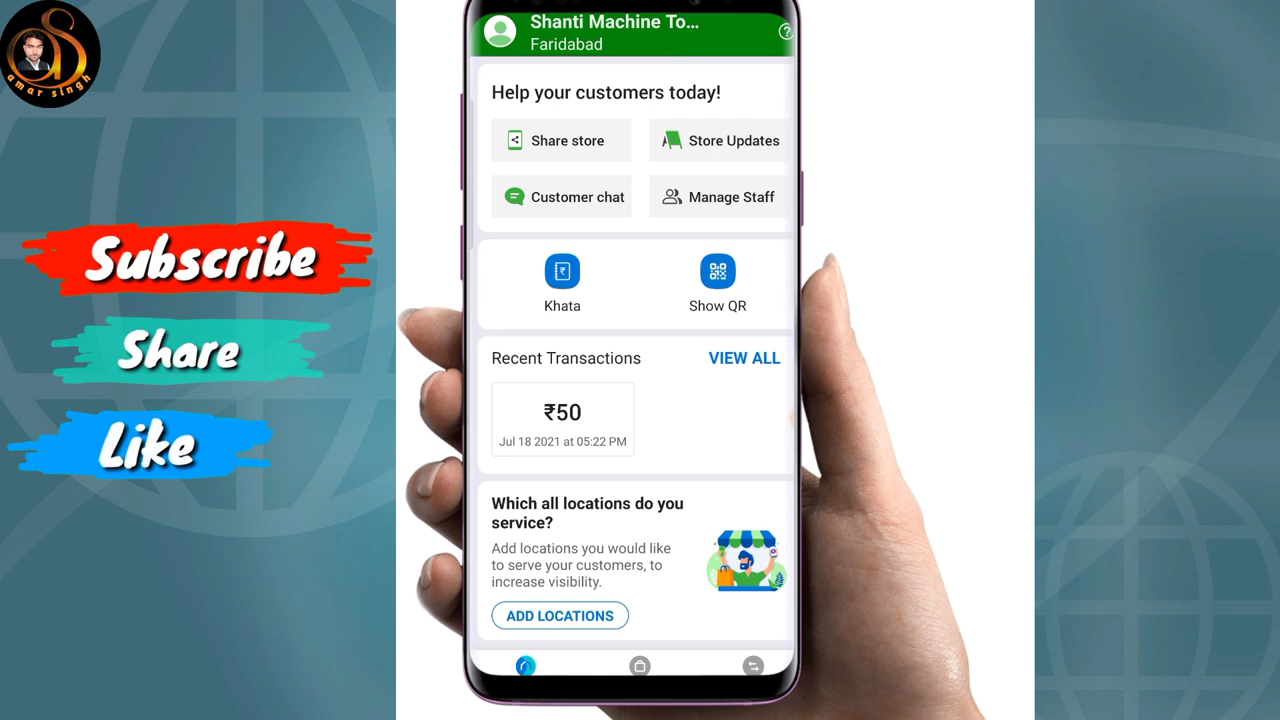 amar singh
Subscribe
Share
Like
Shanti Machine To...
Faridabad
Help your customers today!
Share store
Store Updates
Customer chat
Manage Staff
Khata
Show QR
Recent Transactions
VIEW ALL
₹50
Jul 18 2021 at 05:22 PM
Which all locations do you
service?
Add locations you would like
to serve your customers, to
increase visibility.
ADD LOCATIONS